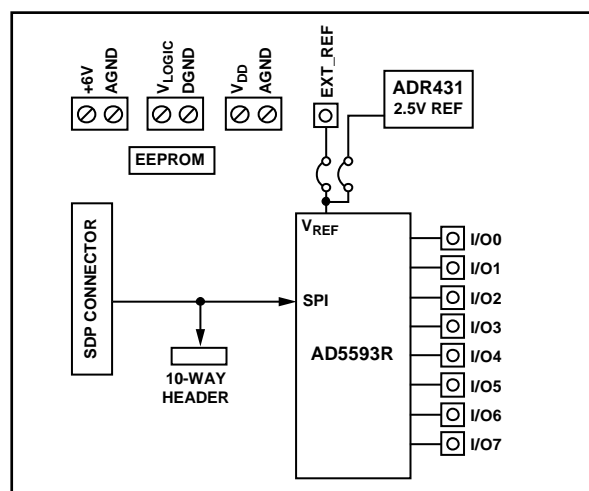 +6V
AGND
VLOGIC
DGND
VDD
AGND
EXT_REF
ADR431
2.5V REF
EEPROM
SDP CONNECTOR
VREF
SPI
AD5593R
10-WAY
HEADER
I/O0
I/O1
I/O2
I/O3
I/O4
I/O5
I/O6
I/O7